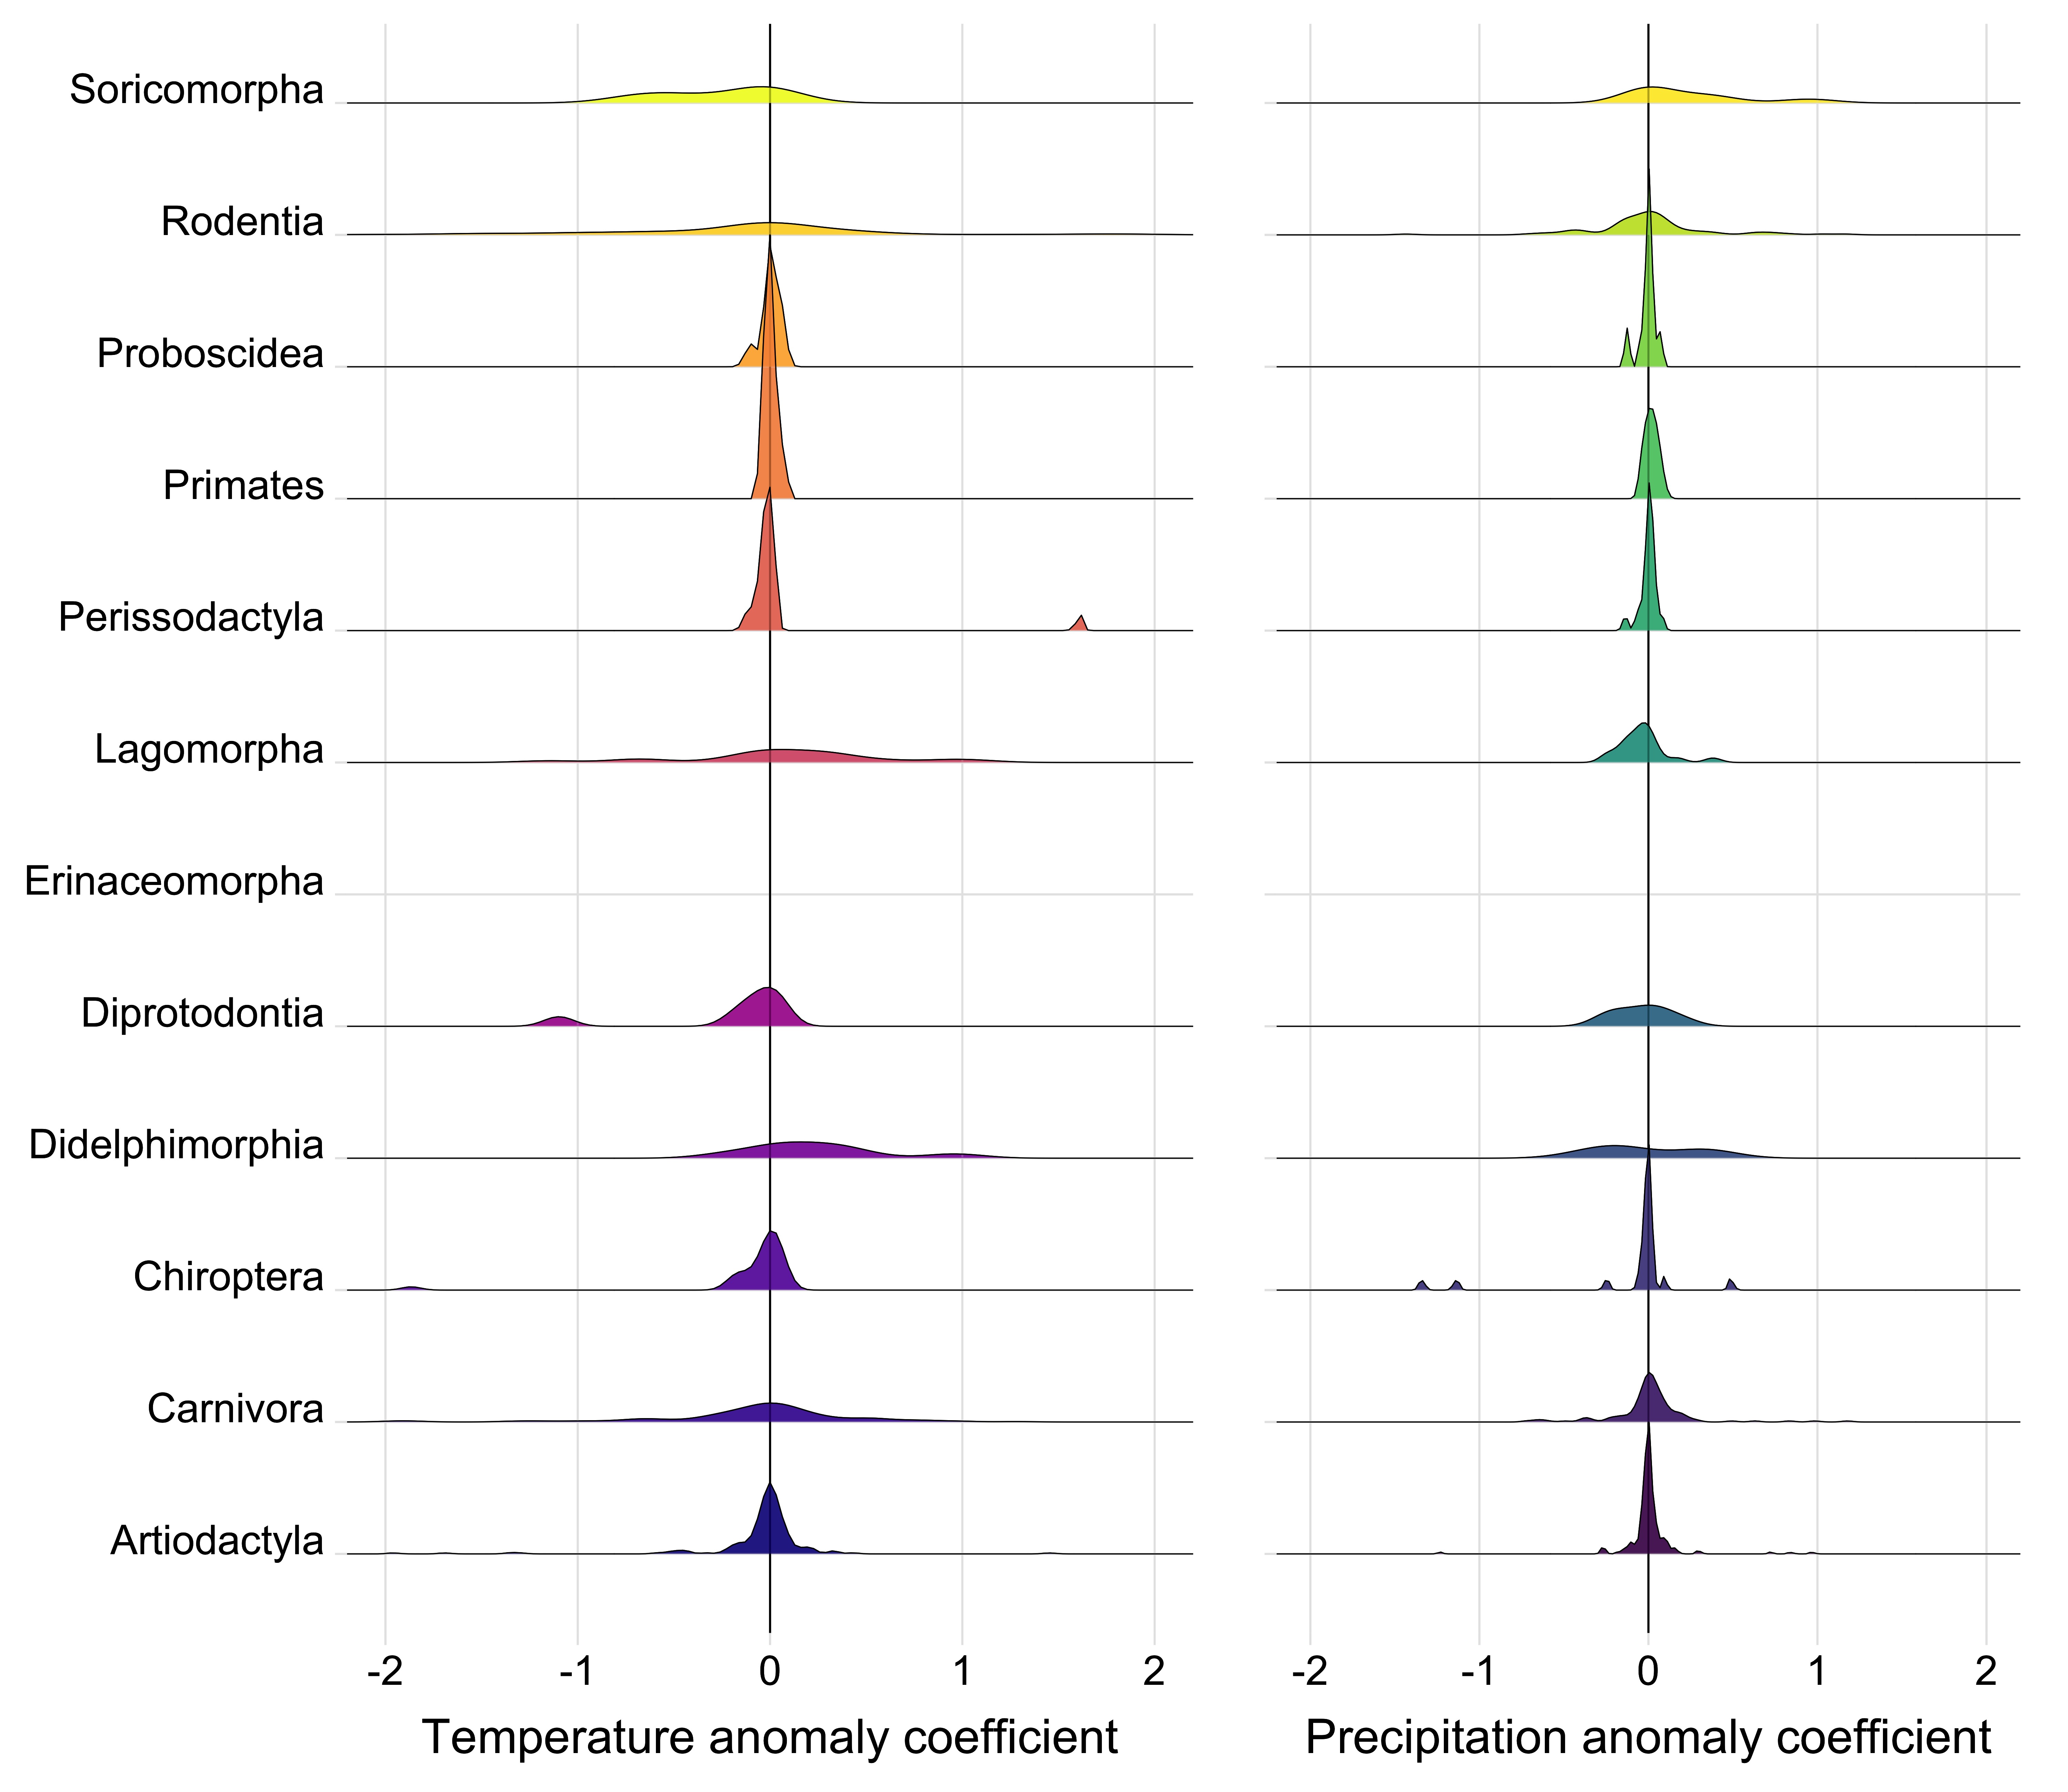 Soricomorpha
Rodentia
Proboscidea
Primates
Perissodactyla
Lagomorpha
Erinaceomorpha
Diprotodontia
Didelphimorphia
Chiroptera
Carnivora
Artiodactyla
-2 -1 0 1 2
-2 -1 0 1 2
Temperature anomaly coefficient
Precipitation anomaly coefficient